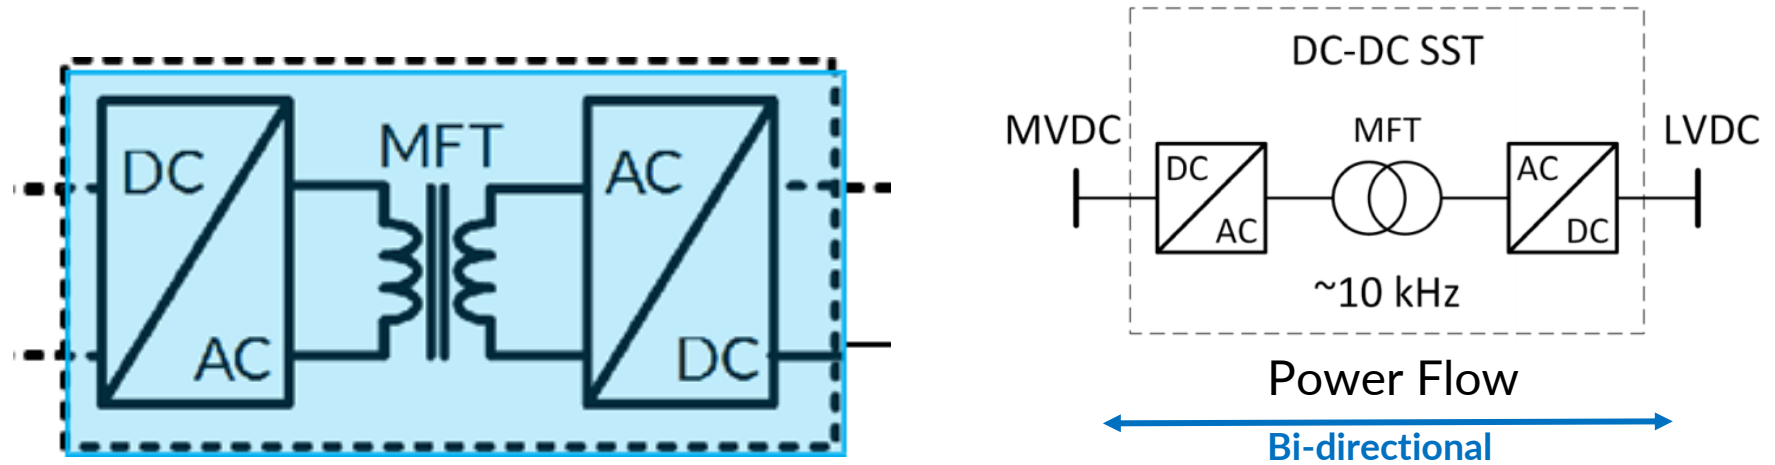 DC
AC
MFT
AC
DC
DC-DC SST
MVDC
MFT
LVDC
DC
AC
AC
DC
~10 kHz
Power Flow
Bi-directional